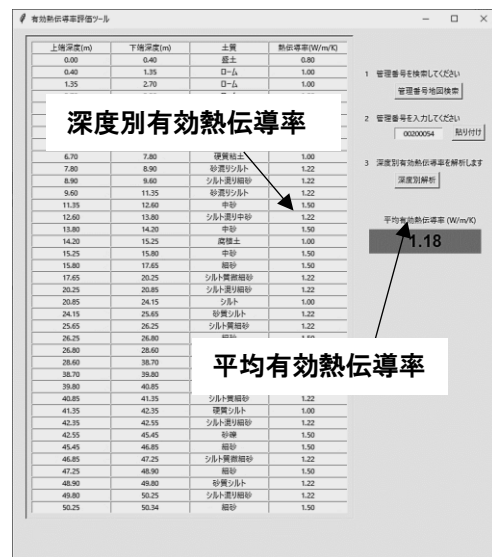 有効熱伝導率評価ツール
上端深度(m) 下端深度(m) 土質 熱伝導率(W/m/K)
0.00 0.40 盛土 0.80
0.40 1.35 ローム 1.00
1.35 2.70 ローム 1.00
深度別有効熱伝導率
6.70 7.80 硬質粘土 1.00
7.80 8.90 砂混りシルト 1.22
8.90 9.60 シルト混り細砂 1.22
9.60 11.35 砂混りシルト 1.22
11.35 12.60 中砂 1.50
12.60 13.80 シルト混り中砂 1.22
13.80 14.20 中砂 1.50
14.20 15.25 腐植土 1.00
15.25 15.80 中砂 1.50
15.80 17.65 細砂 1.50
17.65 20.25 シルト質微細砂 1.22
20.25 20.85 シルト混り細砂 1.22
20.85 24.15 シルト 1.00
24.15 25.65 砂質シルト 1.22
25.65 26.25 シルト質細砂 1.22
26.25 26.80 細砂 1.50
26.80 28.60
28.60 38.70
38.70 39.80
39.80 40.85
平均有効熱伝導率
40.85 41.35 シルト質細砂 1.22
41.35 42.35 硬質シルト 1.00
42.35 42.55 シルト混り細砂 1.22
42.55 45.45 砂礫 1.50
45.45 46.85 細砂 1.50
46.85 47.25 シルト質微細砂 1.22
47.25 48.90 細砂 1.50
48.90 49.80 砂質シルト 1.22
49.80 50.25 シルト混り細砂 1.22
50.25 50.34 細砂 1.50
1 管理番号を検索してください
管理番号地図検索
2 管理番号を入力してください
00200054 貼り付け
3 深度別有効熱伝導率を解析します
深度別解析
平均有効熱伝導率 (W/m/K)
1.18